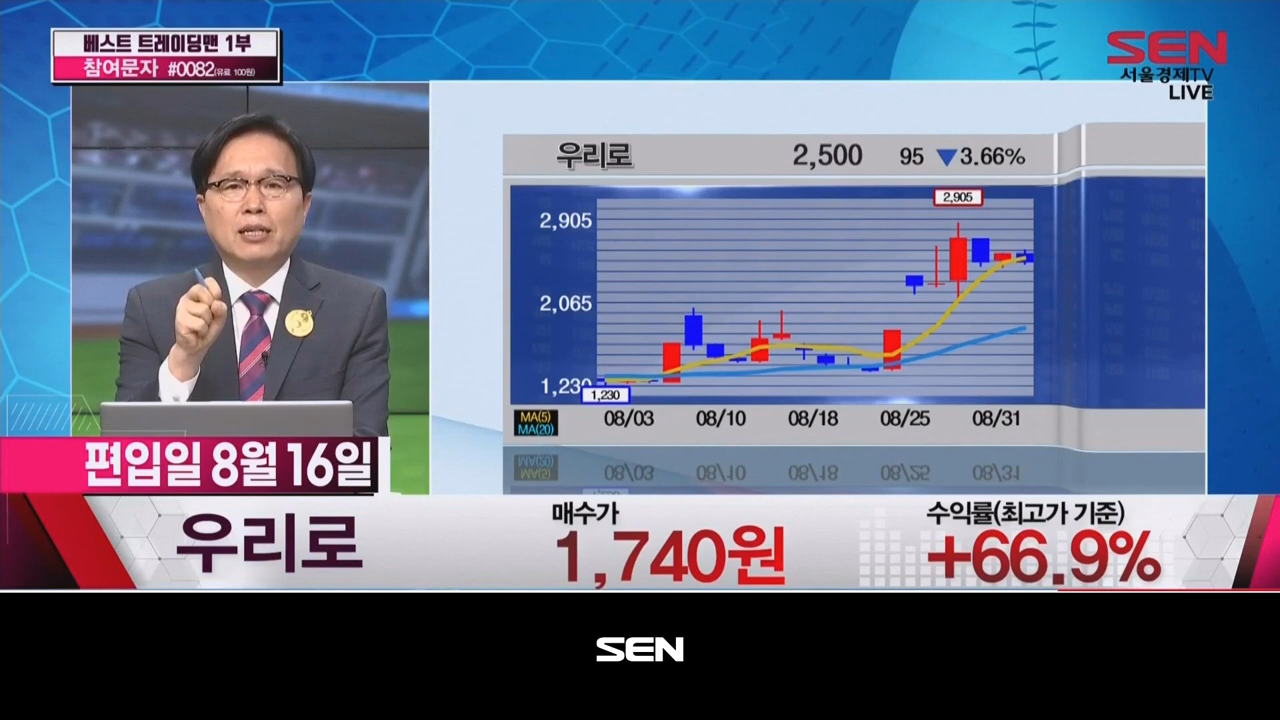 베스트 트레이딩맨 1부
참여문자 #0082(유료 100원)
SEN
서울경제TV
LIVE
우리로 2,500 95 ▼3.66%
2,905
2,905
2,065
1,230
1,230
MA(5)
MA(20)
08/03 08/10 08/18 08/25 08/31
편입일 8월 16일
우리로
매수가
1,740원
수익률(최고가 기준)
+66.9%
SEN